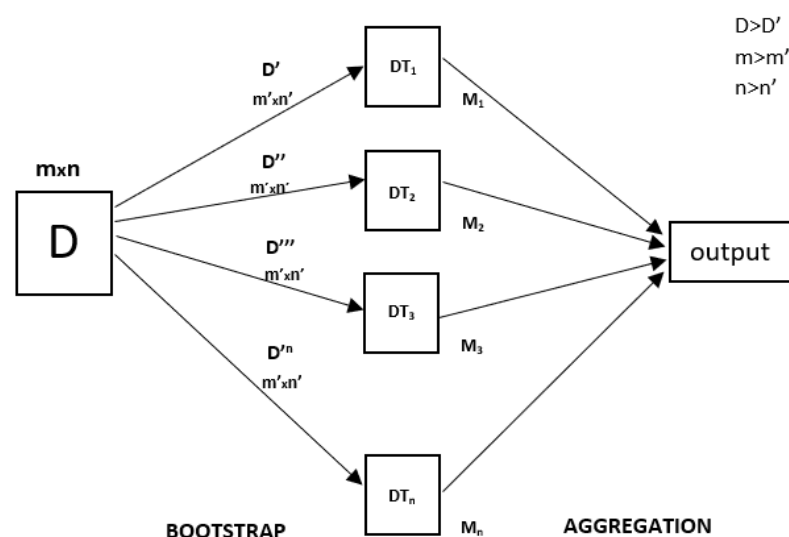 D>D’
m>m’
n>n’
D’
m’xn’
DT₁
M₁
mxn
D
D’’
m’xn’
DT₂
M₂
D’’’
m’xn’
DT₃
M₃
output
D’ⁿ
m’xn’
DTₙ
Mₙ
BOOTSTRAP
AGGREGATION